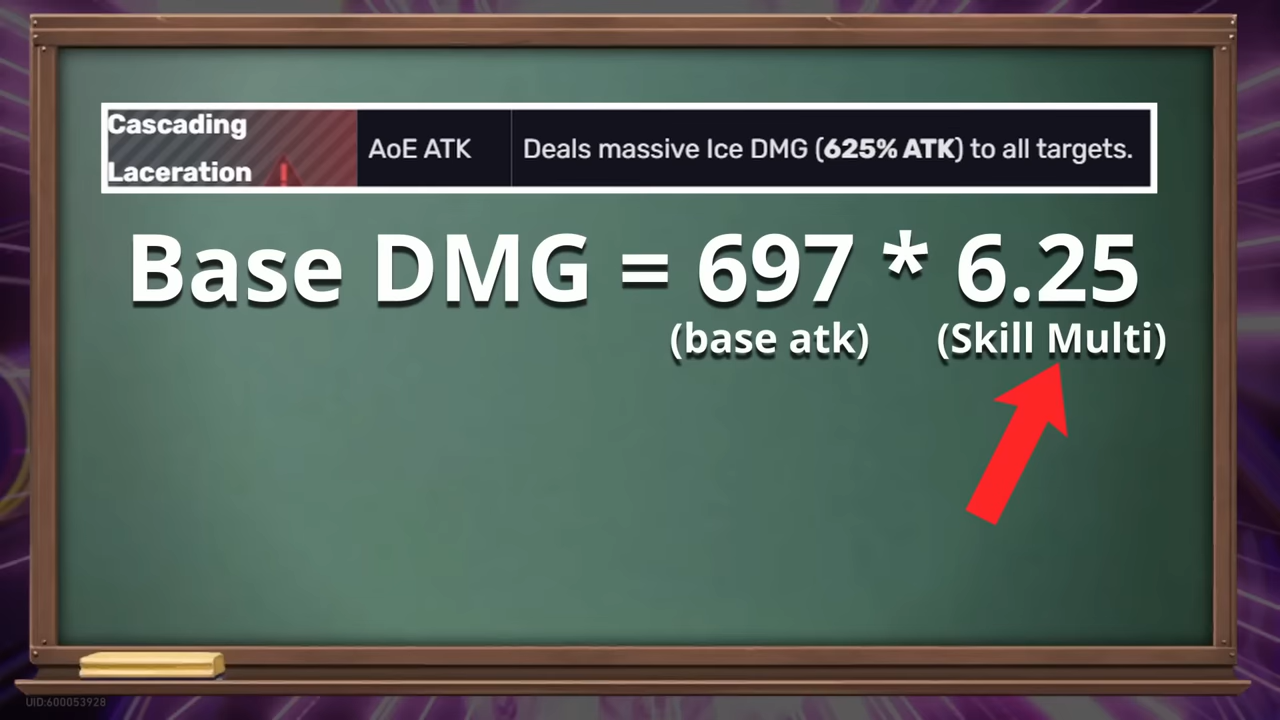 Cascading
Laceration
AoE ATK
Deals massive Ice DMG (625% ATK) to all targets.
Base DMG = 697 * 6.25
(base atk) (Skill Multi)
UID:600053928